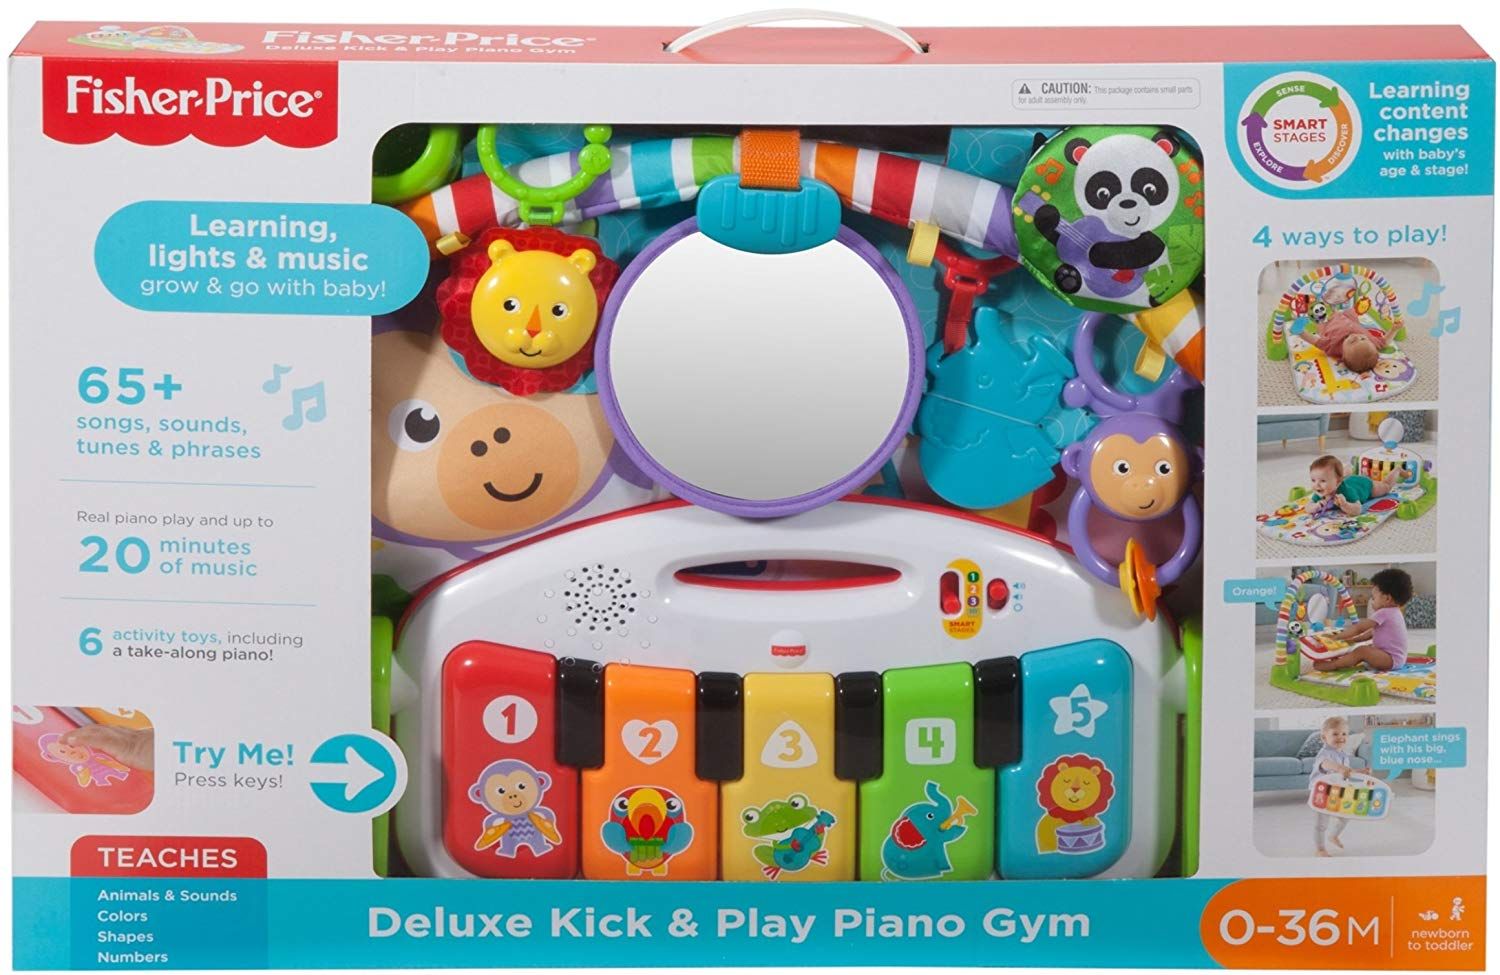 Fisher-Price
Deluxe Kick & Play Piano Gym
Fisher-Price®
CAUTION: This package contains small parts
for adult assembly only.
SENSE
SMART
STAGES
EXPLORE
DISCOVER
Learning
content
changes
with baby's
age & stage!
Learning,
lights & music
grow & go with baby!
4 ways to play!
65+
songs, sounds,
tunes & phrases
Real piano play and up to
20 minutes
of music
6 activity toys, including
a take-along piano!
1
2
3
SMART
STAGES
Fisher-Price
Orange!
1
2
3
4
5
Try Me!
Press keys!
Elephant sings
with his big,
blue nose...
TEACHES
Animals & Sounds
Colors
Shapes
Numbers
Deluxe Kick & Play Piano Gym
0-36M
newborn
to toddler